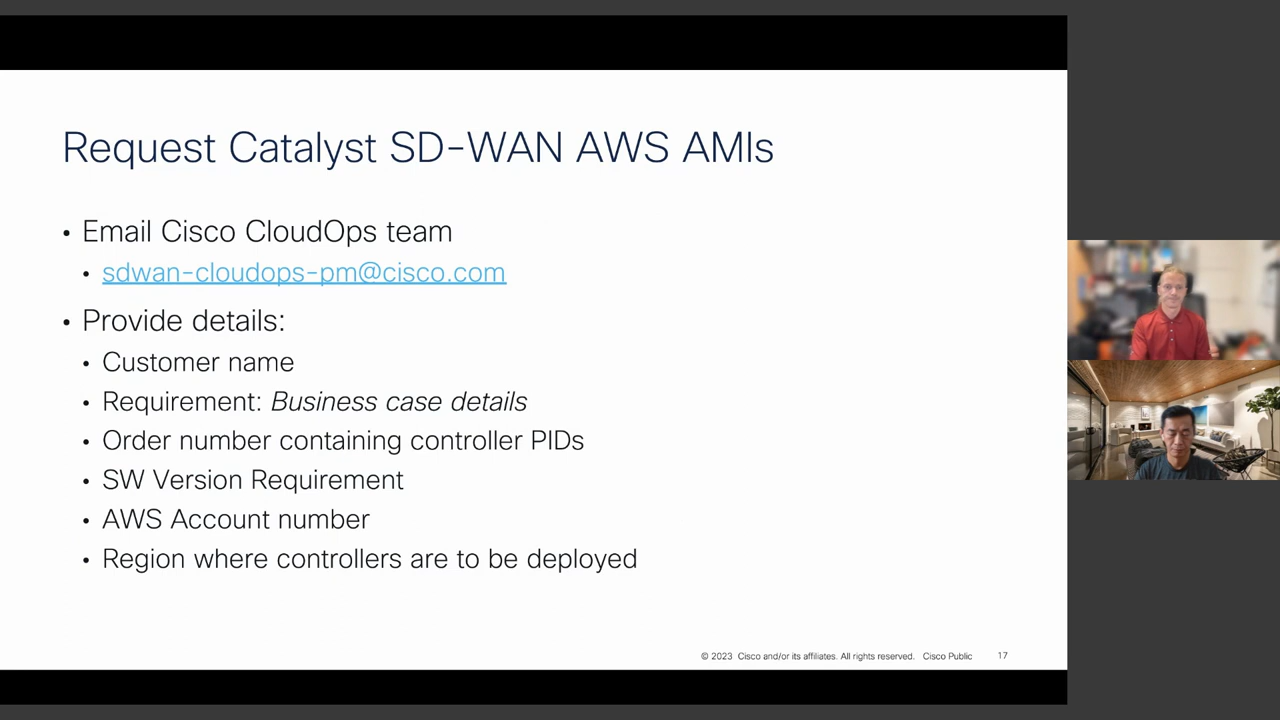 Request Catalyst SD-WAN AWS AMIs
• Email Cisco CloudOps team
• sdwan-cloudops-pm@cisco.com
• Provide details:
• Customer name
• Requirement: Business case details
• Order number containing controller PIDs
• SW Version Requirement
• AWS Account number
• Region where controllers are to be deployed
© 2023 Cisco and/or its affiliates. All rights reserved. Cisco Public 17